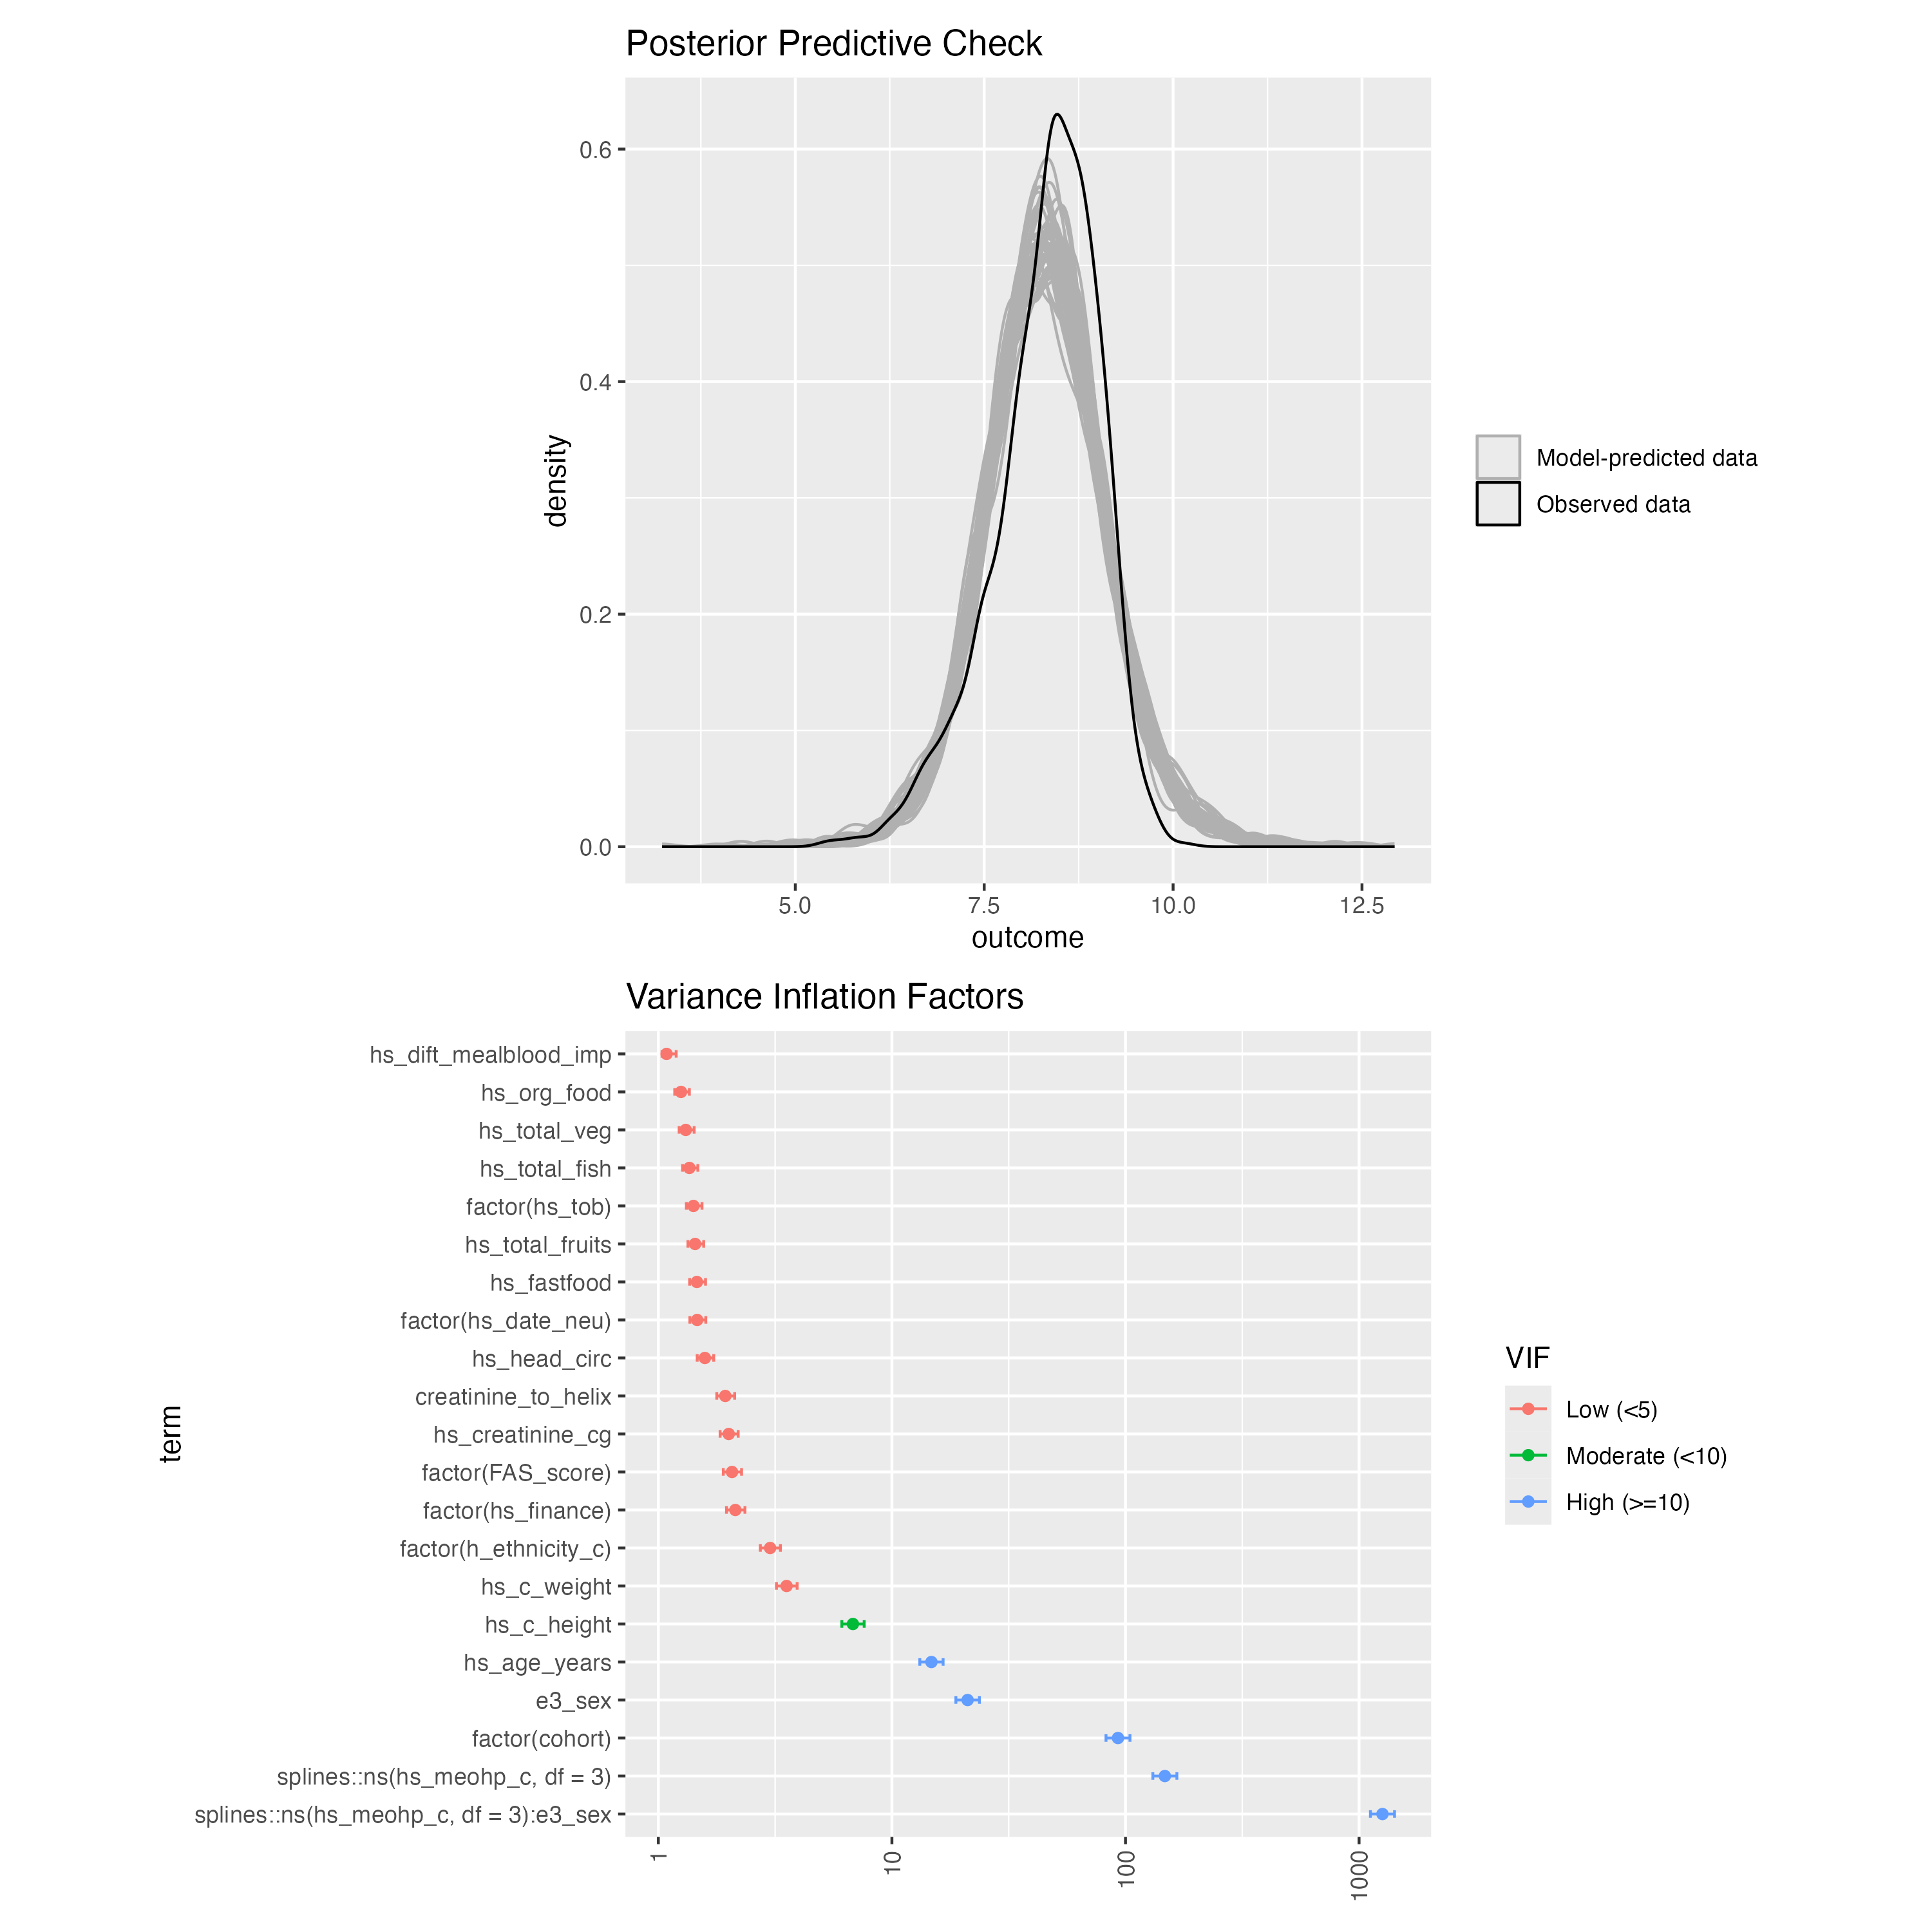 Posterior Predictive Check
density
0.6
0.4
0.2
0.0
5.0 7.5 10.0 12.5
outcome
Model-predicted data
Observed data
Variance Inflation Factors
term
hs_dift_mealblood_imp
hs_org_food
hs_total_veg
hs_total_fish
factor(hs_tob)
hs_total_fruits
hs_fastfood
factor(hs_date_neu)
hs_head_circ
creatinine_to_helix
hs_creatinine_cg
factor(FAS_score)
factor(hs_finance)
factor(h_ethnicity_c)
hs_c_weight
hs_c_height
hs_age_years
e3_sex
factor(cohort)
splines::ns(hs_meohp_c, df = 3)
splines::ns(hs_meohp_c, df = 3):e3_sex
1 10 100 1000
VIF
Low (<5)
Moderate (<10)
High (>=10)